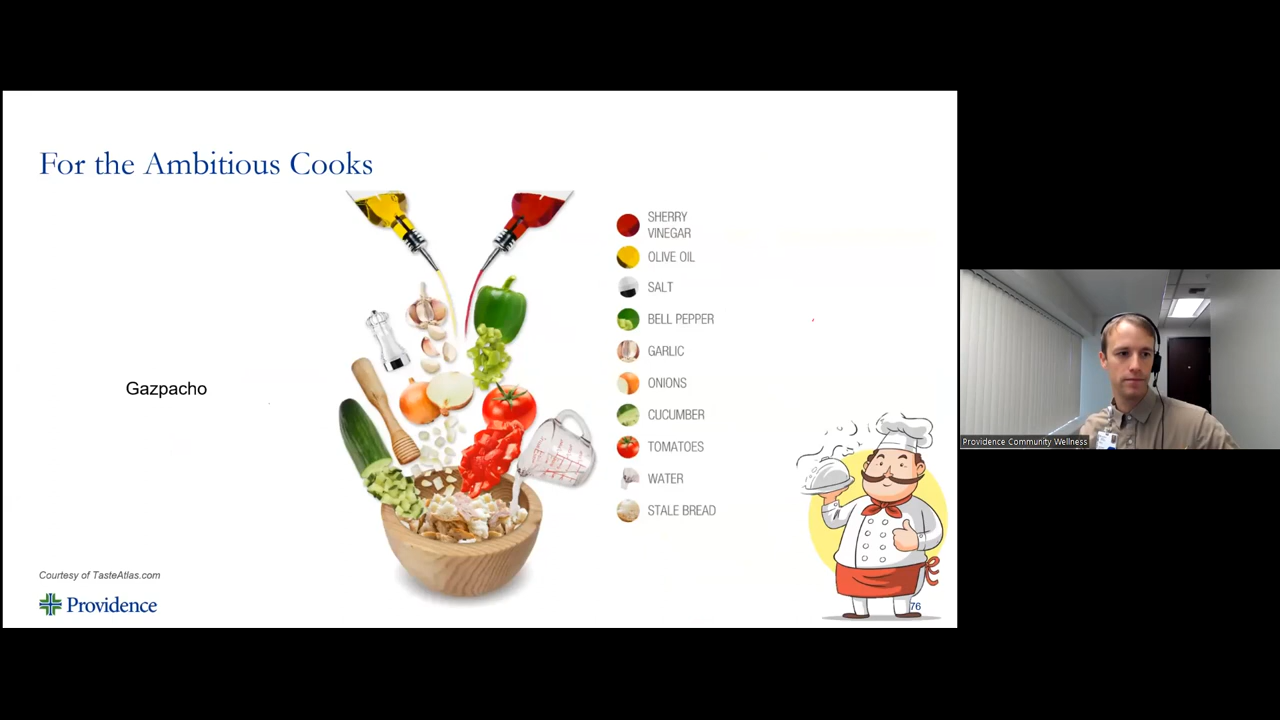 For the Ambitious Cooks
SHERRY
VINEGAR
OLIVE OIL
SALT
BELL PEPPER
GARLIC
ONIONS
CUCUMBER
TOMATOES
WATER
STALE BREAD
Gazpacho
Courtesy of TasteAtlas.com
Providence
76
Providence Community Wellness